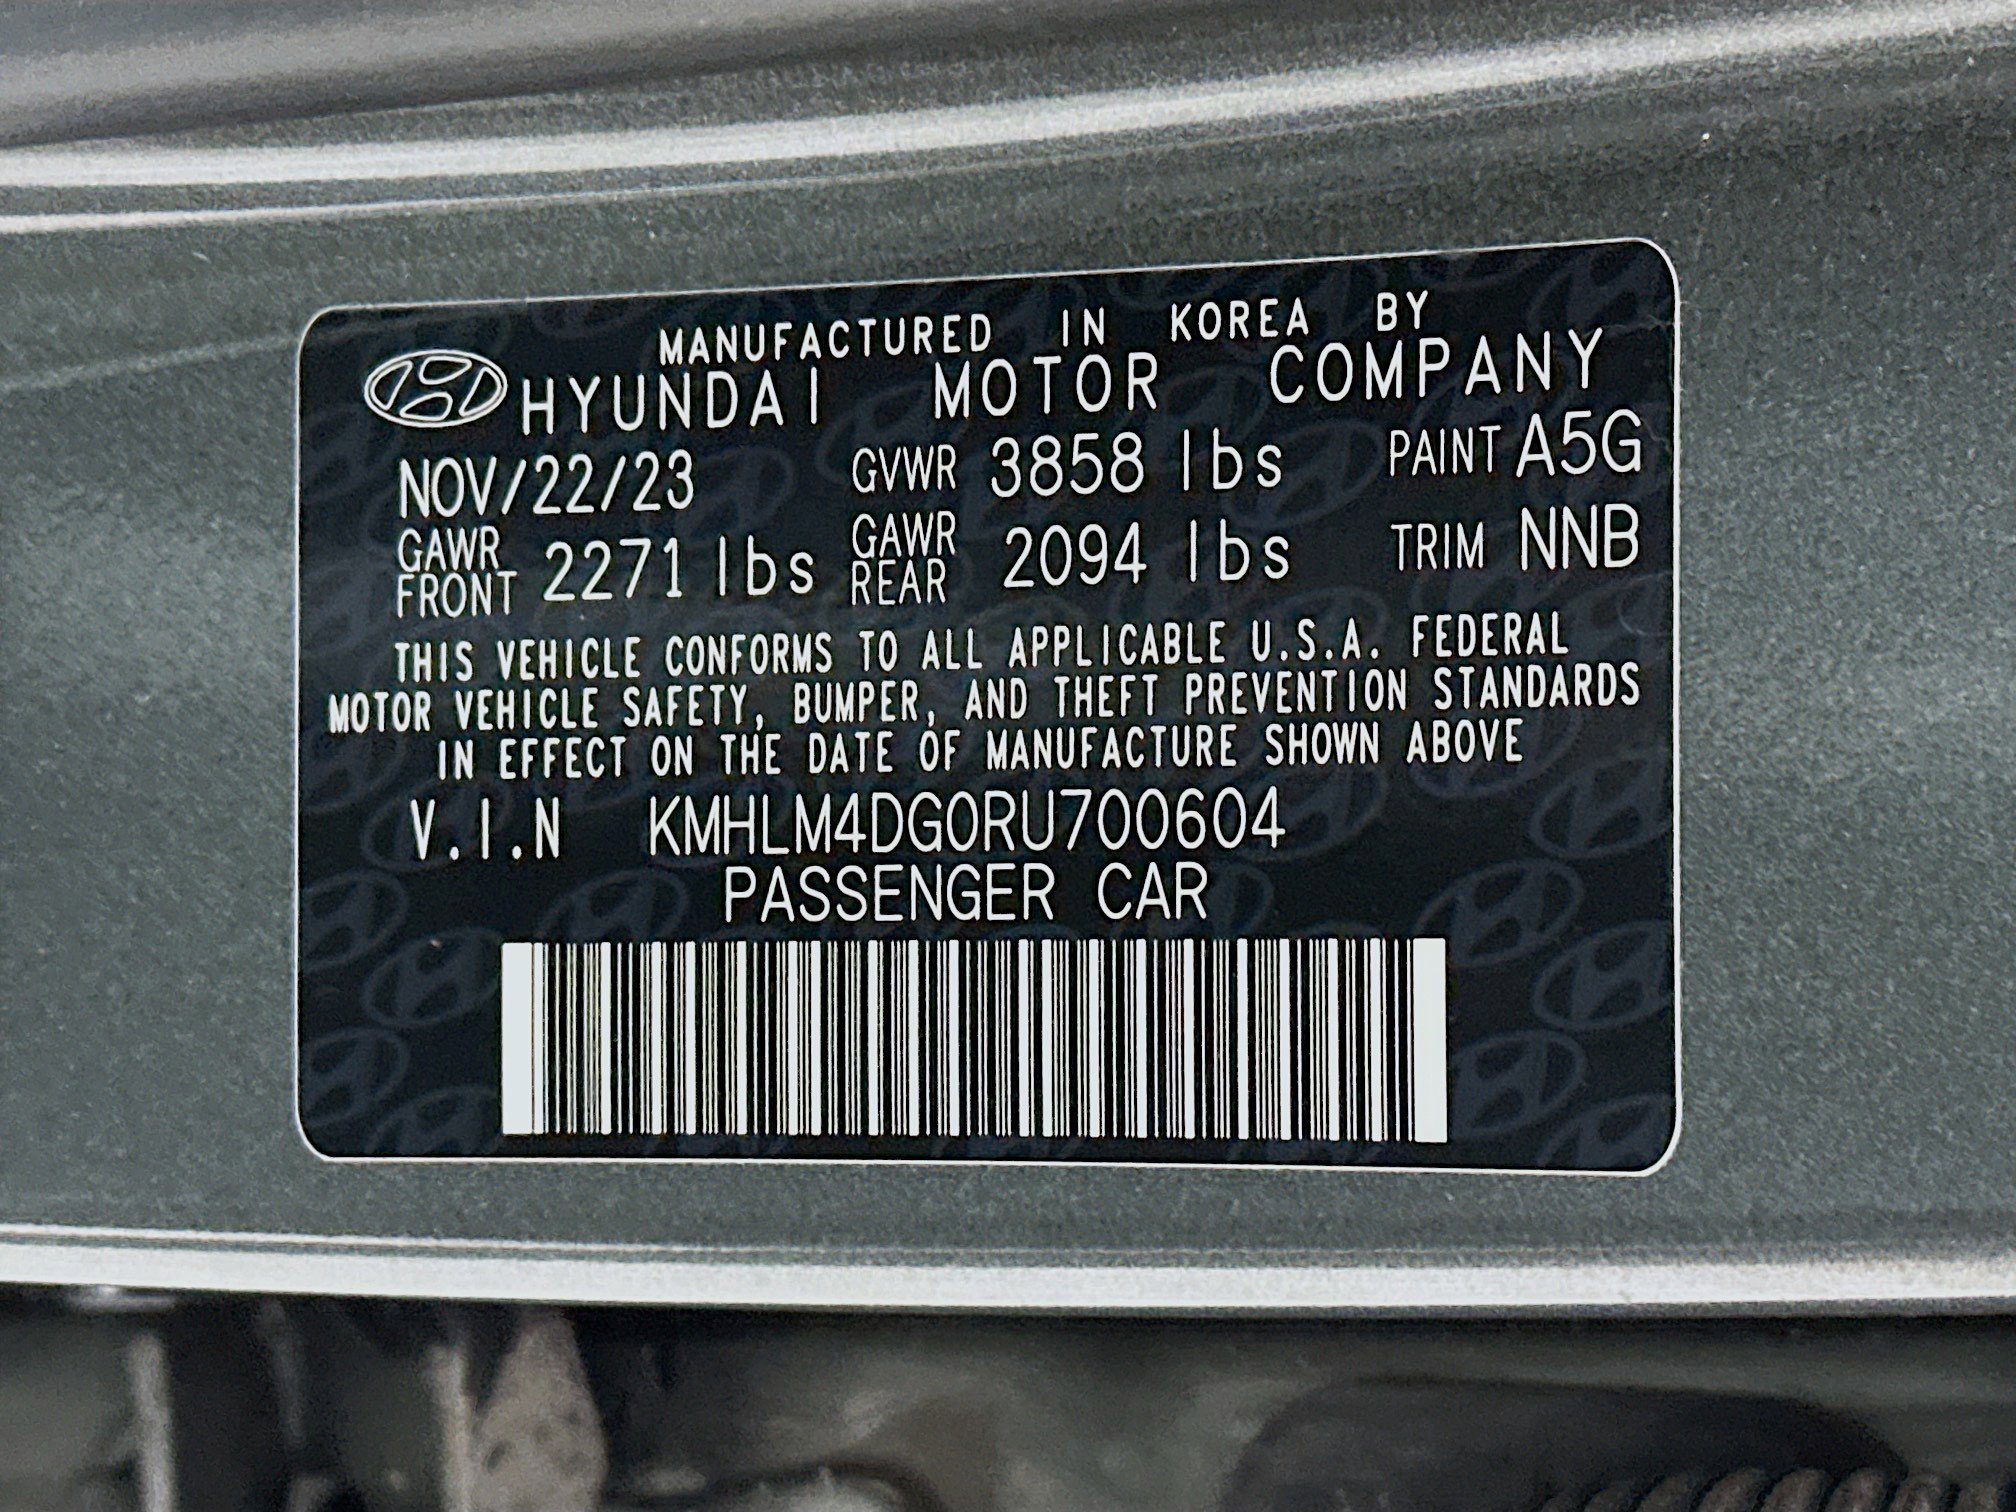 MANUFACTURED IN KOREA BY
HYUNDAI MOTOR COMPANY
NOV/22/23 GVWR 3858 lbs PAINT A5G
GAWR FRONT 2271 lbs GAWR REAR 2094 lbs TRIM NNB
THIS VEHICLE CONFORMS TO ALL APPLICABLE U.S.A. FEDERAL
MOTOR VEHICLE SAFETY, BUMPER, AND THEFT PREVENTION STANDARDS
IN EFFECT ON THE DATE OF MANUFACTURE SHOWN ABOVE
V.I.N KMHLM4DG0RU700604
PASSENGER CAR